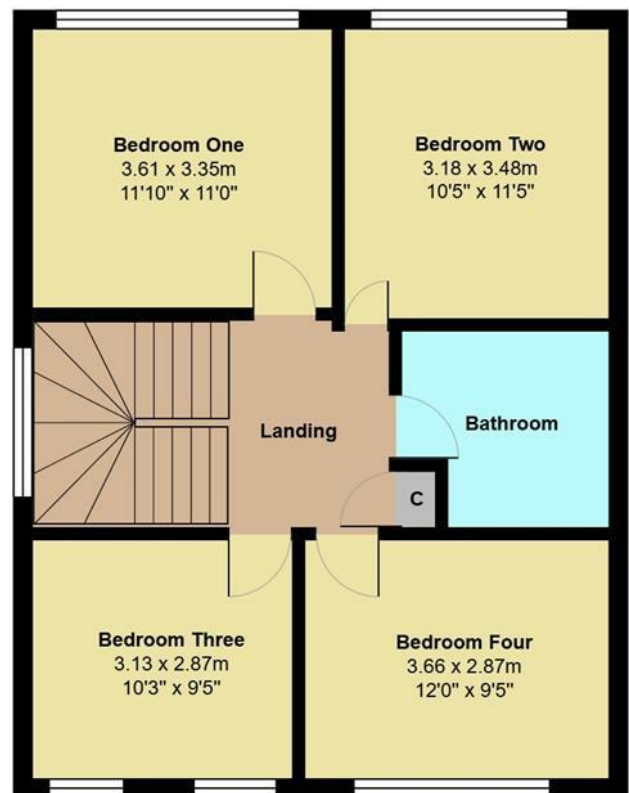 Bedroom One
3.61 x 3.35m
11'10" x 11'0"
Bedroom Two
3.18 x 3.48m
10'5" x 11'5"
Landing
Bathroom
C
Bedroom Three
3.13 x 2.87m
10'3" x 9'5"
Bedroom Four
3.66 x 2.87m
12'0" x 9'5"